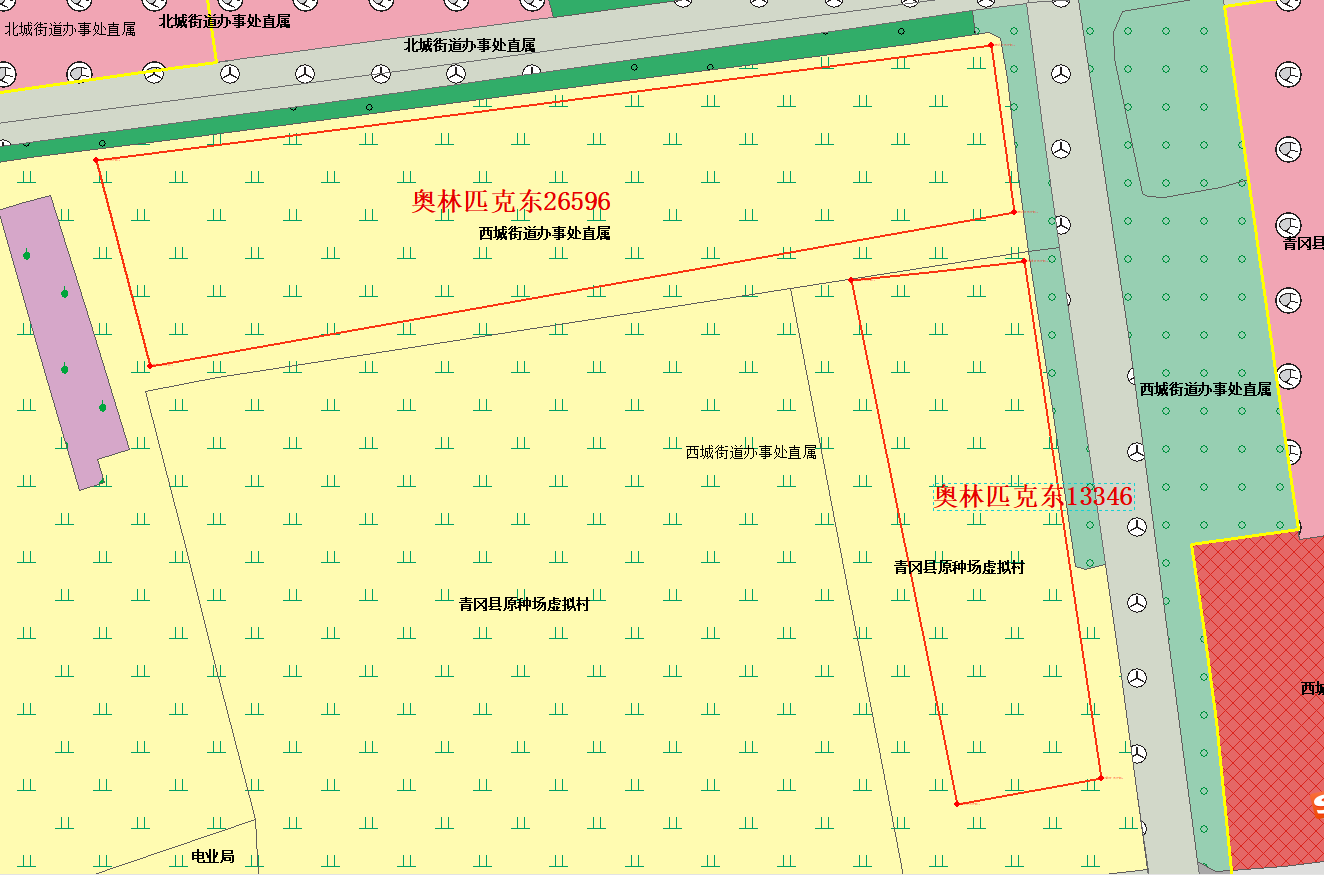 北城街道办事处直属
北城街道办事处直属
北城街道办事处直属
奥林匹克东26596
西城街道办事处直属
青冈县
西城街道办事处直属
西城街道办事处直属
奥林匹克东13346
青冈县原种场虚拟村
青冈县原种场虚拟村
西城
电业局